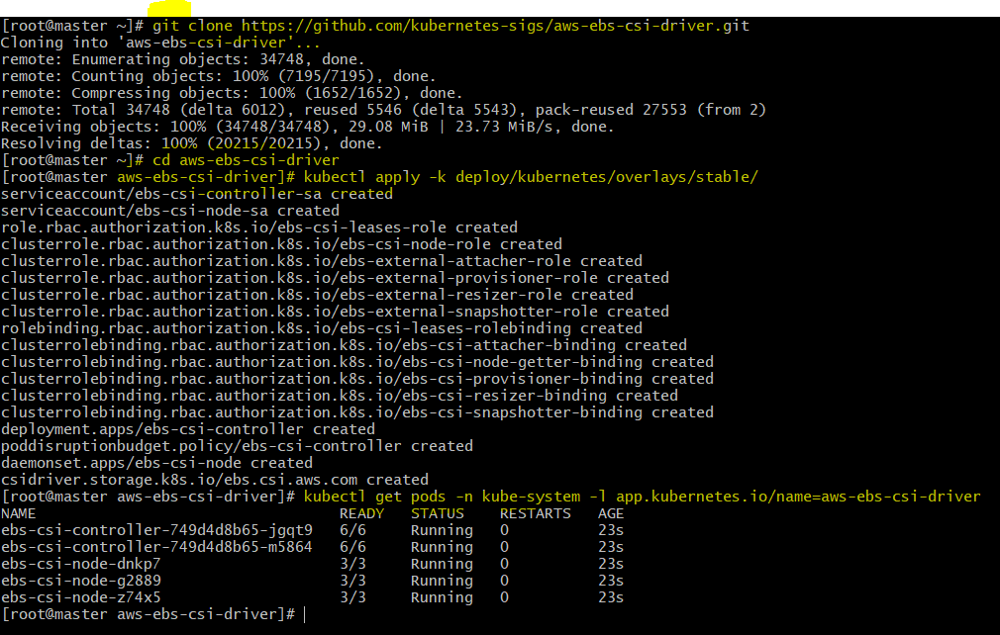 [root@master ~]# git clone https://github.com/kubernetes-sigs/aws-ebs-csi-driver.git
Cloning into 'aws-ebs-csi-driver'...
remote: Enumerating objects: 34748, done.
remote: Counting objects: 100% (7195/7195), done.
remote: Compressing objects: 100% (1652/1652), done.
remote: Total 34748 (delta 6012), reused 5546 (delta 5543), pack-reused 27553 (from 2)
Receiving objects: 100% (34748/34748), 29.08 MiB | 23.73 MiB/s, done.
Resolving deltas: 100% (20215/20215), done.
[root@master ~]# cd aws-ebs-csi-driver
[root@master aws-ebs-csi-driver]# kubectl apply -k deploy/kubernetes/overlays/stable/
serviceaccount/ebs-csi-controller-sa created
serviceaccount/ebs-csi-node-sa created
role.rbac.authorization.k8s.io/ebs-csi-leases-role created
clusterrole.rbac.authorization.k8s.io/ebs-csi-node-role created
clusterrole.rbac.authorization.k8s.io/ebs-external-attacher-role created
clusterrole.rbac.authorization.k8s.io/ebs-external-provisioner-role created
clusterrole.rbac.authorization.k8s.io/ebs-external-resizer-role created
clusterrole.rbac.authorization.k8s.io/ebs-external-snapshotter-role created
rolebinding.rbac.authorization.k8s.io/ebs-csi-leases-rolebinding created
clusterrolebinding.rbac.authorization.k8s.io/ebs-csi-attacher-binding created
clusterrolebinding.rbac.authorization.k8s.io/ebs-csi-node-getter-binding created
clusterrolebinding.rbac.authorization.k8s.io/ebs-csi-provisioner-binding created
clusterrolebinding.rbac.authorization.k8s.io/ebs-csi-resizer-binding created
clusterrolebinding.rbac.authorization.k8s.io/ebs-csi-snapshotter-binding created
deployment.apps/ebs-csi-controller created
poddisruptionbudget.policy/ebs-csi-controller created
daemonset.apps/ebs-csi-node created
csidriver.storage.k8s.io/ebs.csi.aws.com created
[root@master aws-ebs-csi-driver]# kubectl get pods -n kube-system -l app.kubernetes.io/name=aws-ebs-csi-driver
NAME READY STATUS RESTARTS AGE
ebs-csi-controller-749d4d8b65-jgqt9 6/6 Running 0 23s
ebs-csi-controller-749d4d8b65-m5864 6/6 Running 0 23s
ebs-csi-node-dnkp7 3/3 Running 0 23s
ebs-csi-node-g2889 3/3 Running 0 23s
ebs-csi-node-z74x5 3/3 Running 0 23s
[root@master aws-ebs-csi-driver]#